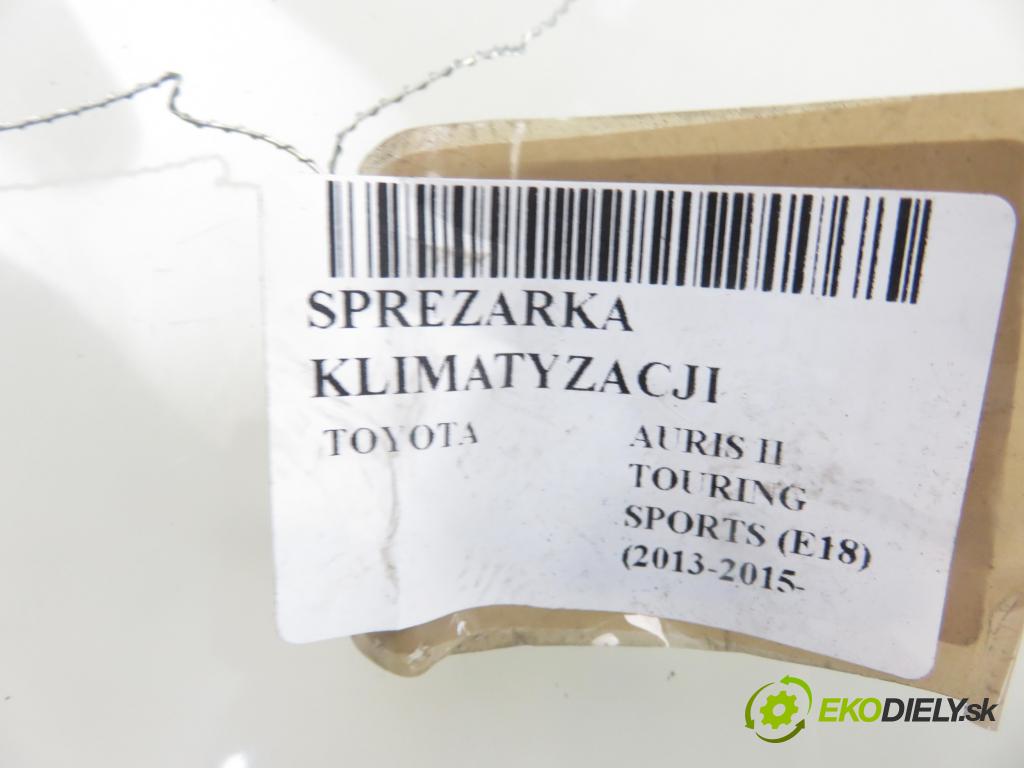 SPREZARKA
KLIMATYZACJI
TOYOTA
AURIS II
TOURING
SPORTS (E18)
(2013-2015-
EKODIELY.sk